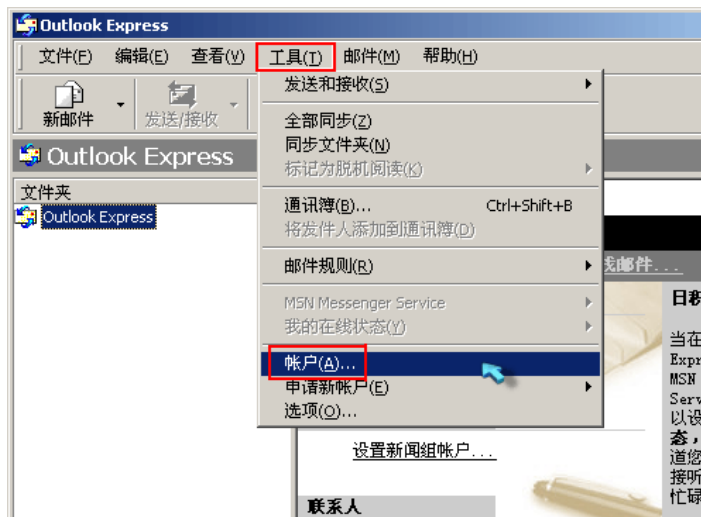 Outlook Express
文件(F) 编辑(E) 查看(V) 工具(T) 邮件(M) 帮助(H)
新邮件 发送/接收
发送和接收(S)
全部同步(Z)
同步文件夹(N)
标记为脱机阅读(K)
通讯簿(B)... Ctrl+Shift+B
将发件人添加到通讯簿(D)
邮件规则(R)
MSN Messenger Service
我的在线状态(Y)
帐户(A)...
申请新帐户(E)
选项(O)...
Outlook Express
文件夹
Outlook Express
线邮件...
设置新闻组帐户...
联系人
日积
当在
Expr
MSN
Serv
以设
态，
道您
接听
忙碌